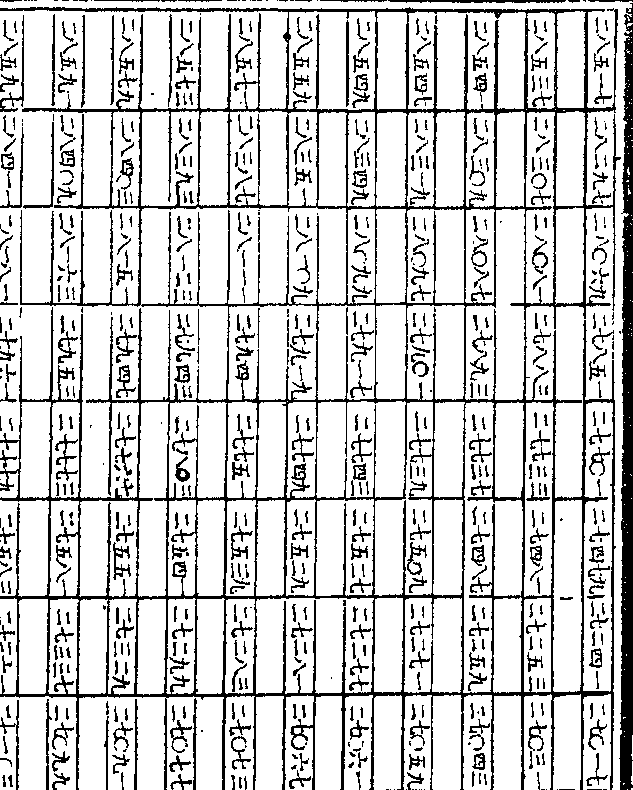 二八五一七 二八二九七 二八〇六九 二七八五一 二七七〇一 二七四七九 二七二四一 二七〇一七
二八五三七 二八三〇七 二八〇八一 二七八八三 二七七三三 二七四八一 二七二五三 二七〇三一
二八五四一 二八三〇九 二八〇八七 二七八九三 二七七三七 二七四八七 二七二五九 二七〇四三
二八五四七 二八三一九 二八〇九七 二七九〇一 二七七三九 二七五〇九 二七二七一 二七〇五九
二八五四九 二八三四九 二八〇九九 二七九一七 二七七四三 二七五二七 二七二七七 二七〇六一
二八五五九 二八三五一 二八一〇九 二七九一九 二七七四九 二七五二九 二七二八一 二七〇六七
二八五七一 二八三八七 二八一一一 二七九四一 二七七五一 二七五三九 二七二八三 二七〇七三
二八五七三 二八三九三 二八一二三 二七九四三 二七八〇三 二七五四一 二七二九九 二七〇七七
二八五七九 二八四〇三 二八一五一 二七九四七 二七七六七 二七五五一 二七三二九 二七〇九一
二八五九一 二八四〇九 二八一六三 二七九五三 二七七七三 二七五八一 二七三三七 二七〇九九
二八五九七 二八四一一 二八一八一 二七九六一 二七七七九 二七五八三 二七三六一 二七一〇三